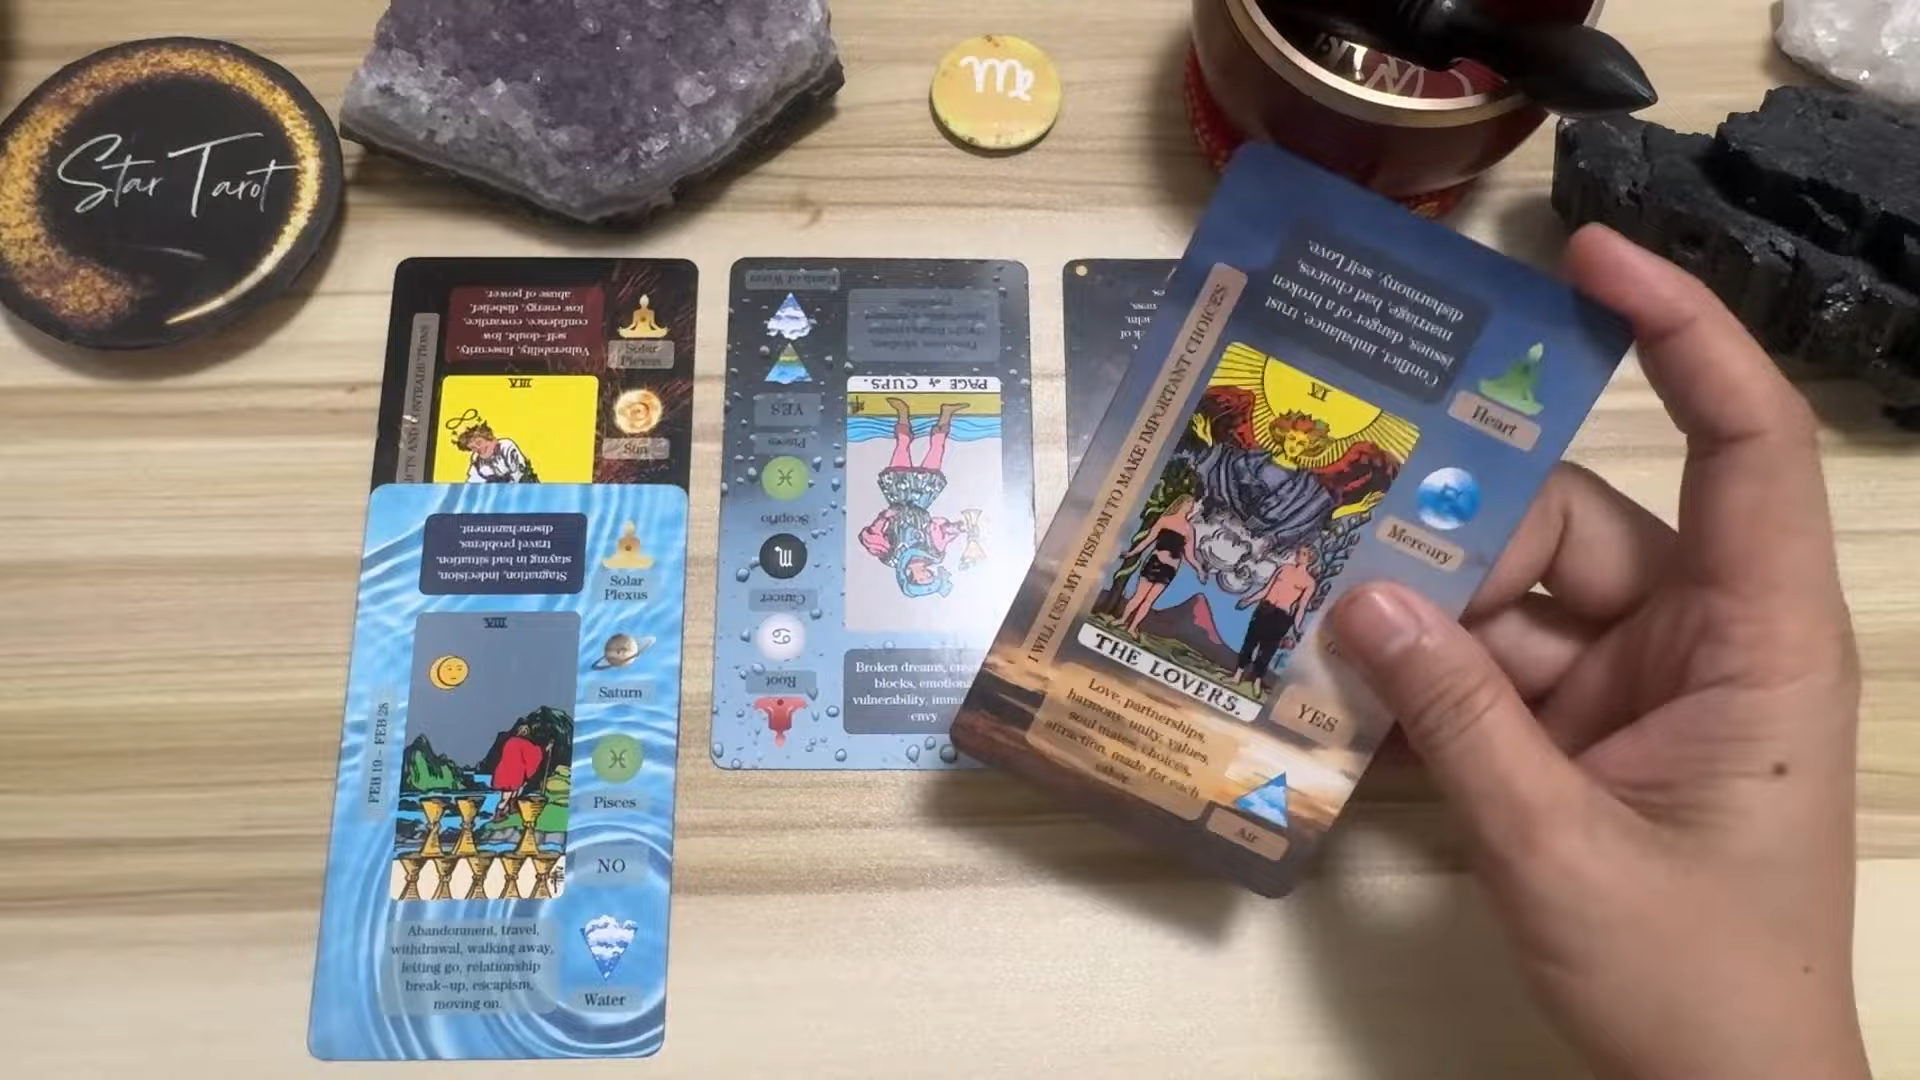 Star Tarot
Vulnerability, Insecurity,
self-doubt, low
confidence, cowardice,
low energy, disbelief,
abuse of power.
Solar
Plexus
VIII
Sun
Stagnation, indecision,
staying in bad situation
travel problems,
disenchantment.
Solar
Plexus
VIII
Saturn
FEB 19 - FEB 28
Pisces
NO
Abandonment, travel,
withdrawal, walking away,
letting go, relationship
break-up, escapism,
moving on.
Water
YES
Pisces
Scoprio
Cancer
Root
PAGE of CUPS.
Broken dreams,
blocks,
vulnerability,
envy
Conflict, Imbalance, trust
issues, danger of a broken
marriage, bad choices,
disharmony, self Love.
I WILL USE MY WISDOM TO MAKE IMPORTANT CHOICES
VI
Heart
Mercury
THE LOVERS.
YES
Love, partnerships,
harmony, unity, values,
soul mates, choices,
attraction, made for each
other
Air